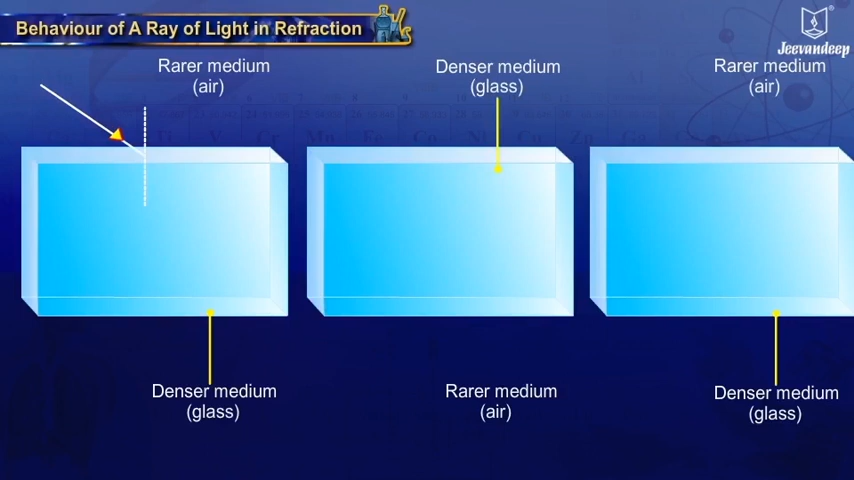 Behaviour of A Ray of Light in Refraction
Jeevandeep
Rarer medium
(air)
Denser medium
(glass)
Rarer medium
(air)
Denser medium
(glass)
Rarer medium
(air)
Denser medium
(glass)